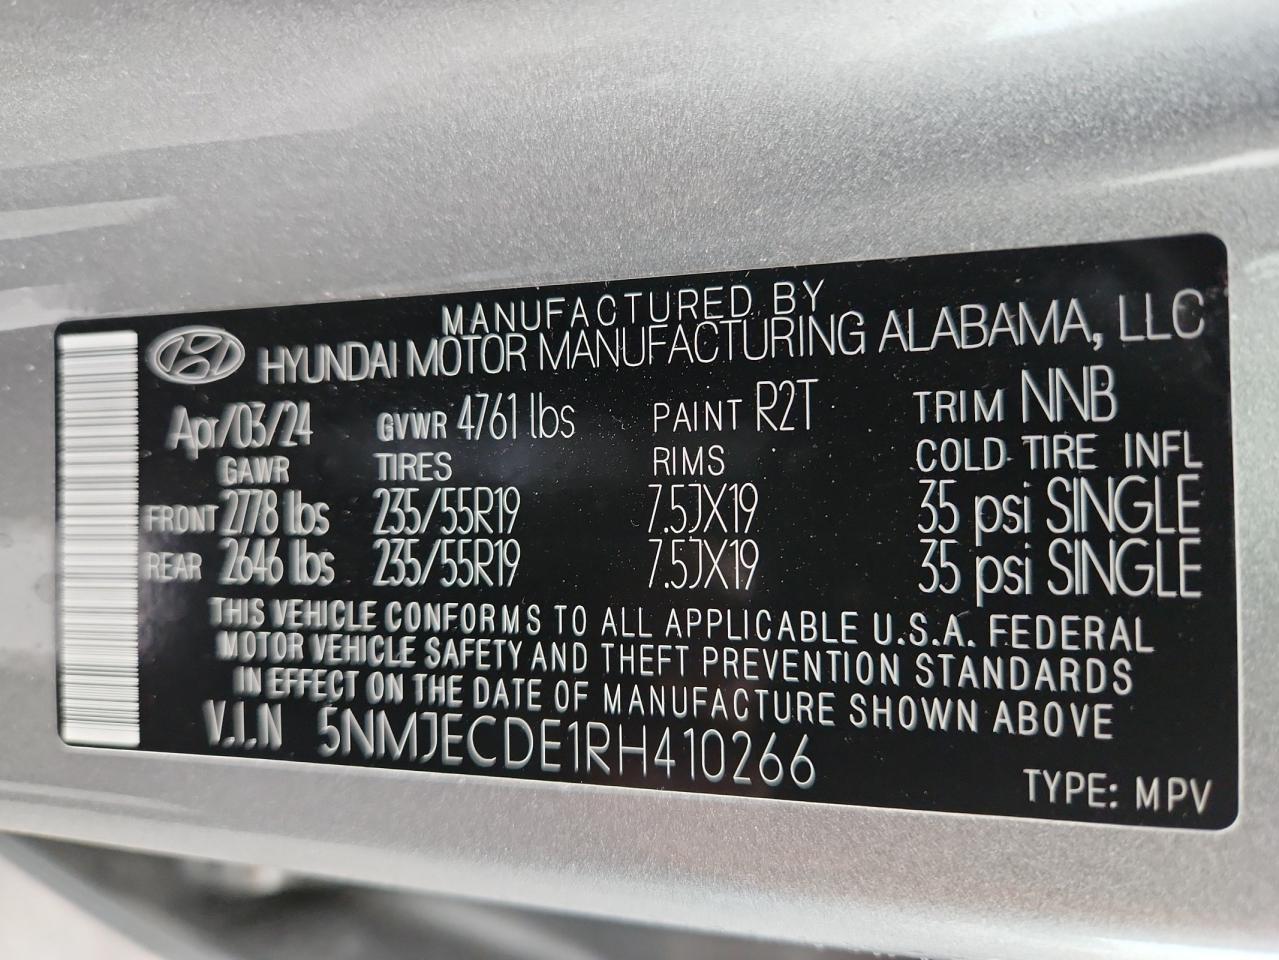 MANUFACTURED BY
HYUNDAI MOTOR MANUFACTURING ALABAMA, LLC
Apr/03/24 GVWR 4761 lbs PAINT R2T TRIM NNB
GAWR TIRES RIMS COLD TIRE INFL
FRONT 2778 lbs 235/55R19 7.5JX19 35 psi SINGLE
REAR 2646 lbs 235/55R19 7.5JX19 35 psi SINGLE
THIS VEHICLE CONFORMS TO ALL APPLICABLE U.S.A. FEDERAL
MOTOR VEHICLE SAFETY AND THEFT PREVENTION STANDARDS
IN EFFECT ON THE DATE OF MANUFACTURE SHOWN ABOVE
V.I.N 5NMJECDE1RH410266
TYPE: MPV